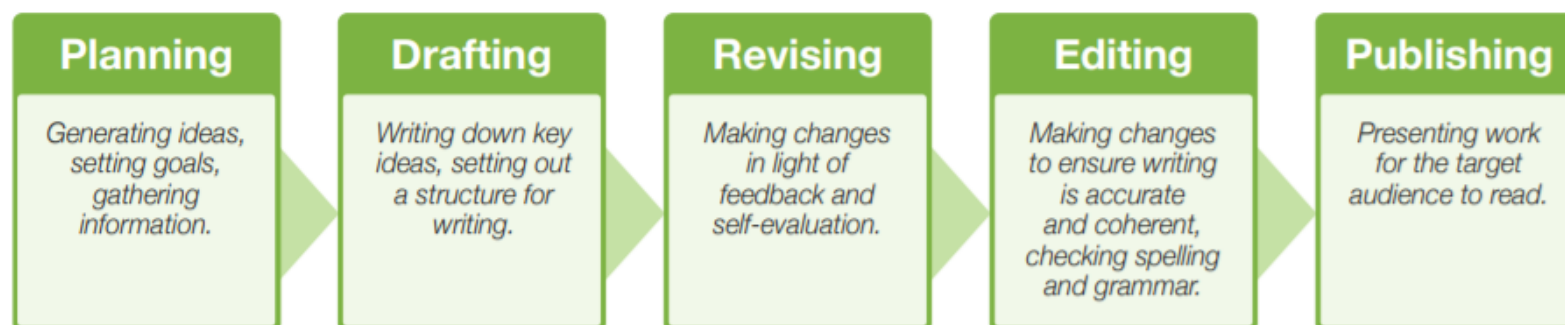 Planning
Generating ideas,
setting goals,
gathering
information.
Drafting
Writing down key
ideas, setting out
a structure for
writing.
Revising
Making changes
in light of
feedback and
self-evaluation.
Editing
Making changes
to ensure writing
is accurate
and coherent,
checking spelling
and grammar.
Publishing
Presenting work
for the target
audience to read.